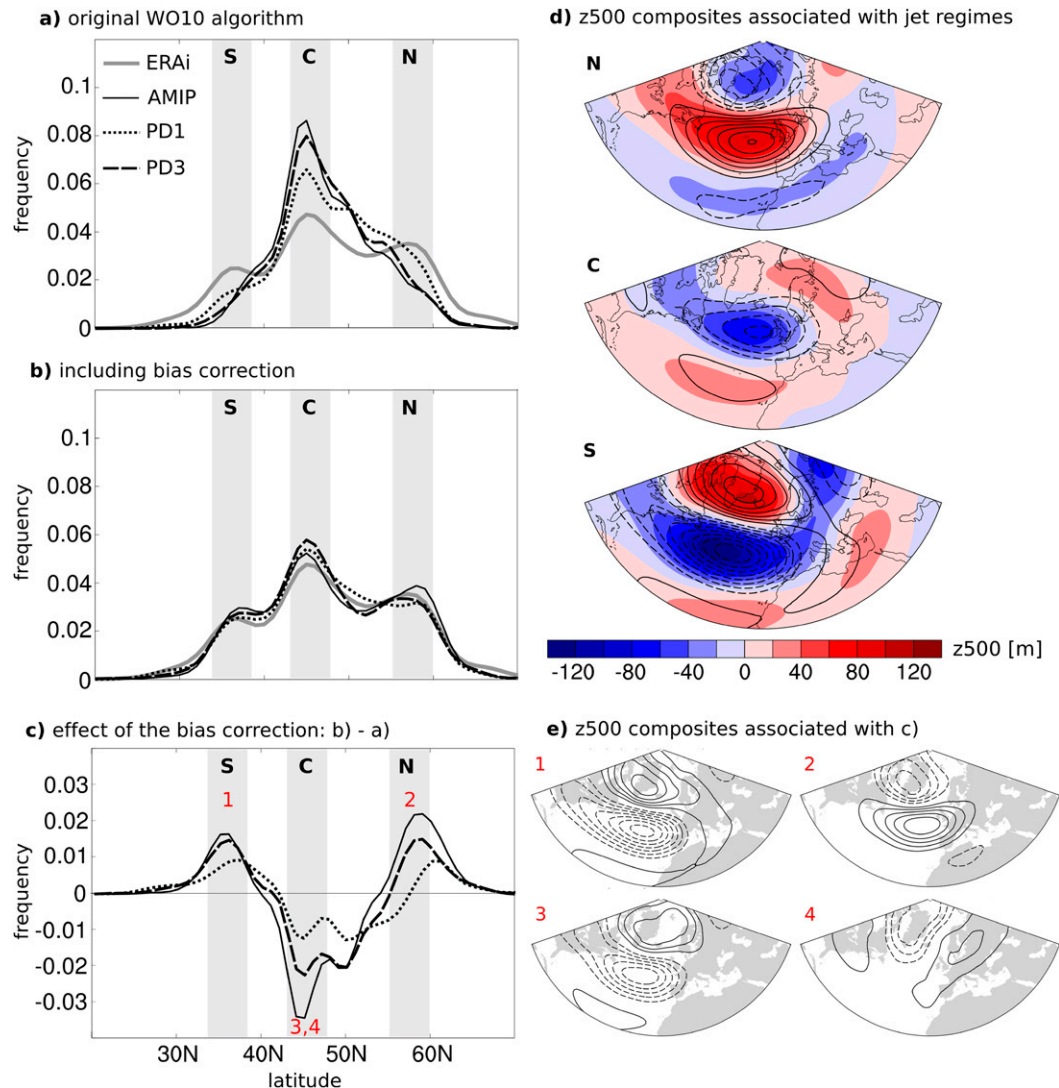 a) original WO10 algorithm
S C N
ERAi
AMIP
PD1
PD3
0.1
0.08
0.06
0.04
0.02
0
frequency
b) including bias correction
S C N
0.1
0.08
0.06
0.04
0.02
0
frequency
c) effect of the bias correction: b) - a)
S C N
1 2
3,4
0.03
0.02
0.01
0
-0.01
-0.02
-0.03
frequency
30N 40N 50N 60N
latitude
d) z500 composites associated with jet regimes
N
C
S
z500 [m]
-120 -80 -40 0 40 80 120
e) z500 composites associated with c)
1 2
3 4